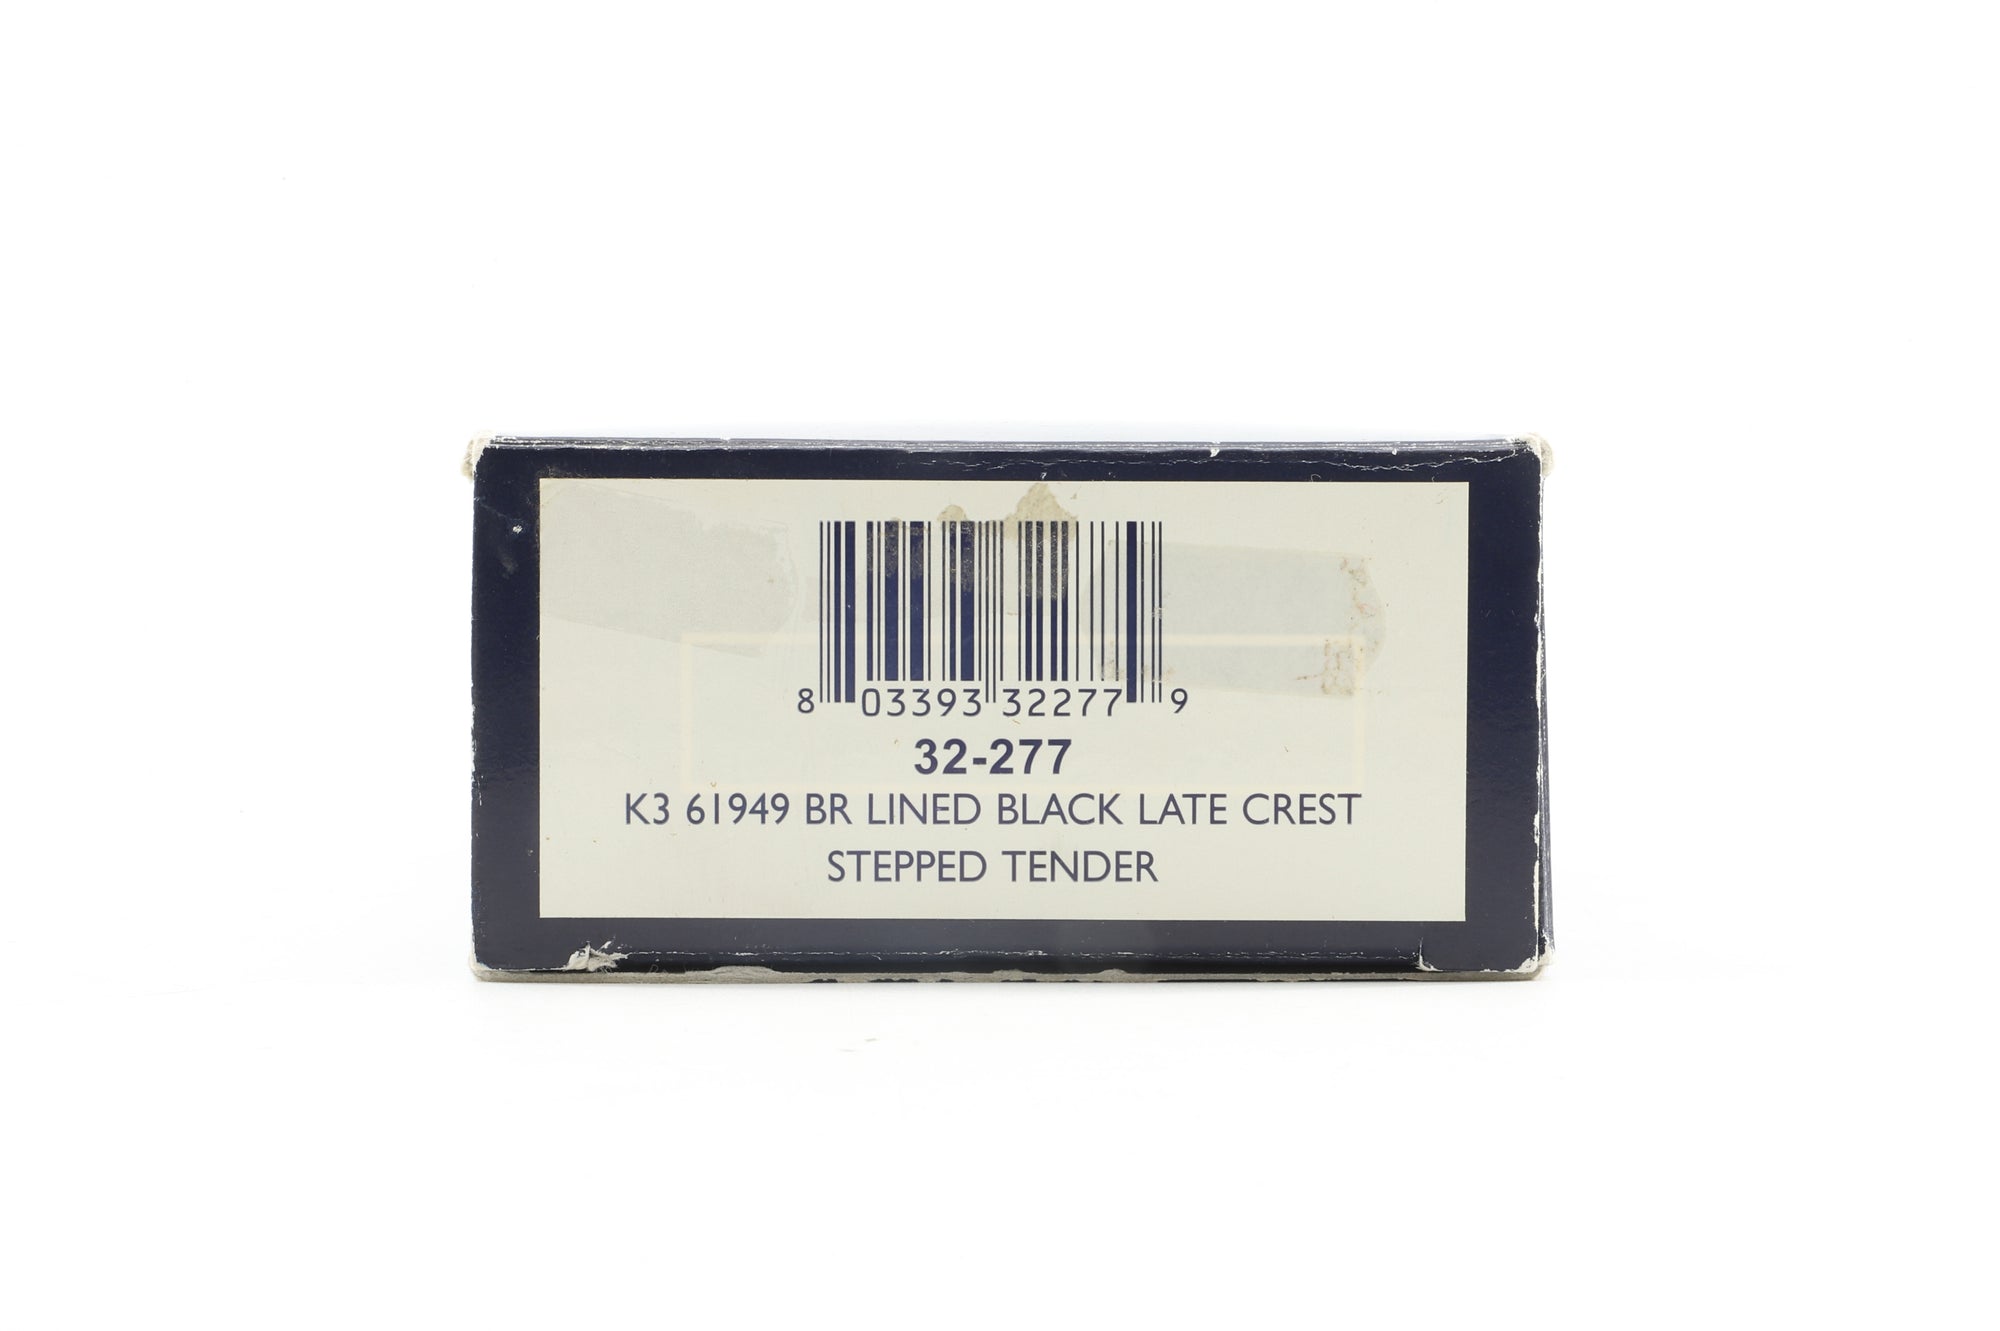 8 03393 32277 9
32-277
K3 61949 BR LINED BLACK LATE CREST
STEPPED TENDER